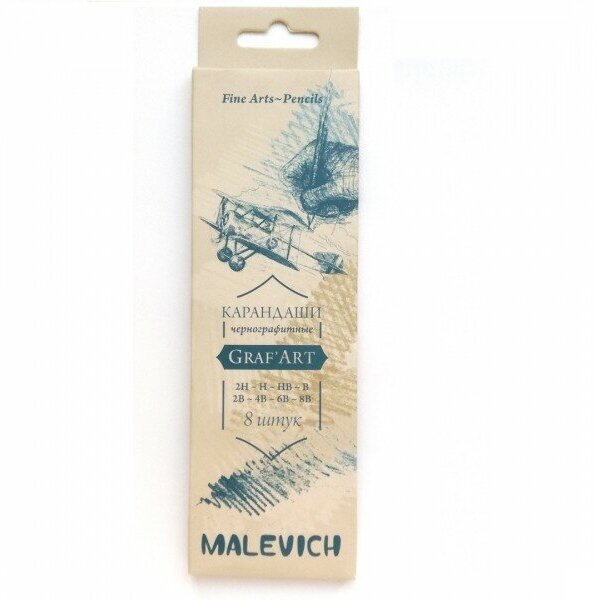 Fine Arts~Pencils
КАРАНДАШИ
чернографитные
GRAF'ART
2H – H – HB – B
2B – 4B – 6B – 8B
8 штук
MALEVICH